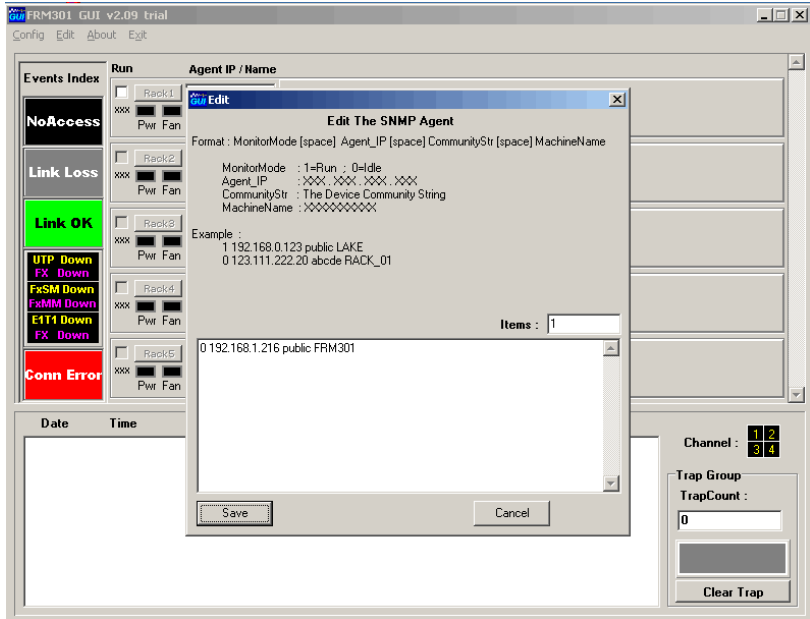 FRM301 GUI v2.09 trial
Config Edit About Exit
Events Index
Run
Agent IP / Name
NoAccess
Link Loss
Link OK
UTP Down
FX Down
FxSM Down
FxMM Down
E1T1 Down
FX Down
Conn Error
Rack1
xxx
Pwr Fan
Rack2
xxx
Pwr Fan
Rack3
xxx
Pwr Fan
Rack4
xxx
Pwr Fan
Rack5
xxx
Pwr Fan
GUI Edit
Edit The SNMP Agent
Format : MonitorMode [space] Agent_IP [space] CommunityStr [space] MachineName
MonitorMode : 1=Run ; 0=Idle
Agent_IP : XXX . XXX . XXX . XXX
CommunityStr : The Device Community String
MachineName : XXXXXXXXXX
Example :
1 192.168.0.123 public LAKE
0 123.111.222.20 abcde RACK_01
Items : 1
0 192.168.1.216 public FRM301
Save
Cancel
Date Time
Channel : 1 2
3 4
Trap Group
TrapCount :
0
Clear Trap